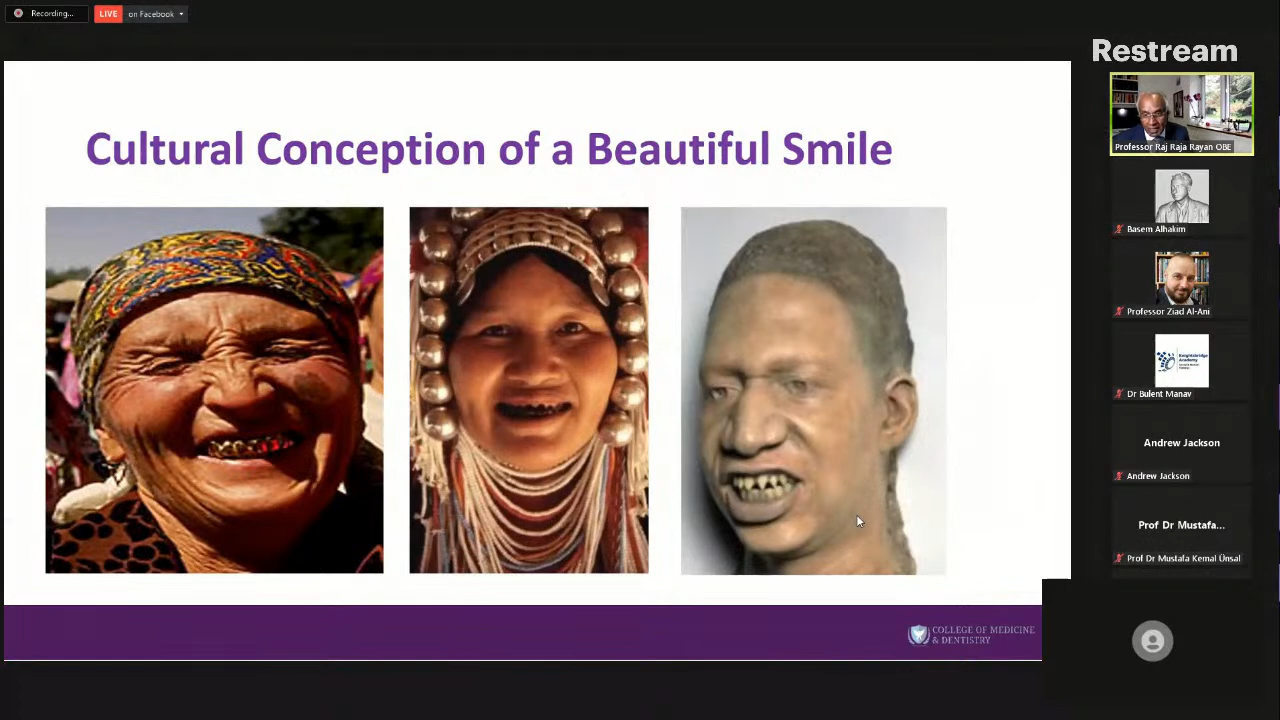 Recording...
LIVE on Facebook
Restream
Cultural Conception of a Beautiful Smile
COLLEGE OF MEDICINE
& DENTISTRY
Professor Raj Raja Rayan OBE
Basem Alhakim
Professor Ziad Al-Ani
Knightsbridge
Academy
Dr Bulent Manav
Andrew Jackson
Andrew Jackson
Prof Dr Mustafa...
Prof Dr Mustafa Kemal Ünsal